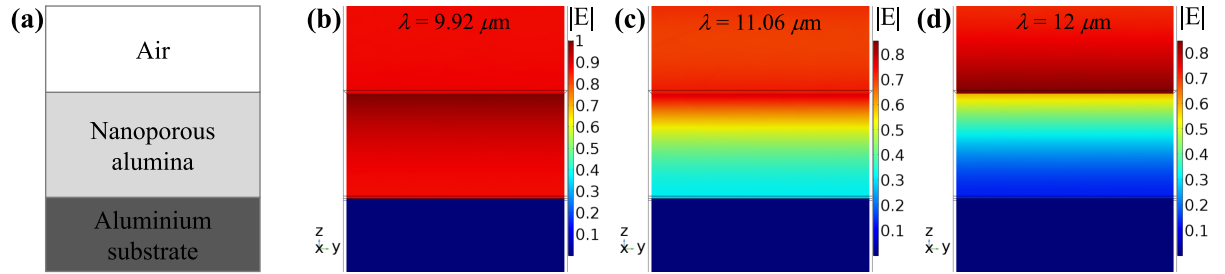 (a)
Air
Nanoporous
alumina
Aluminium
substrate
(b)
λ = 9.92 μm
|E|
1
0.9
0.8
0.7
0.6
0.5
0.4
0.3
0.2
0.1
z
x y
(c)
λ = 11.06 μm
|E|
0.8
0.7
0.6
0.5
0.4
0.3
0.2
0.1
z
x y
(d)
λ = 12 μm
|E|
0.8
0.7
0.6
0.5
0.4
0.3
0.2
0.1
z
x y